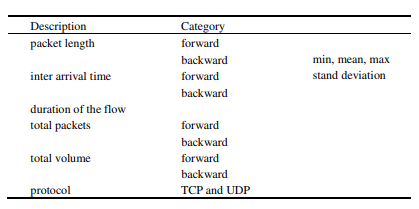 Description Category
packet length forward
backward min, mean, max
inter arrival time forward stand deviation
backward
duration of the flow
total packets forward
backward
total volume forward
backward
protocol TCP and UDP